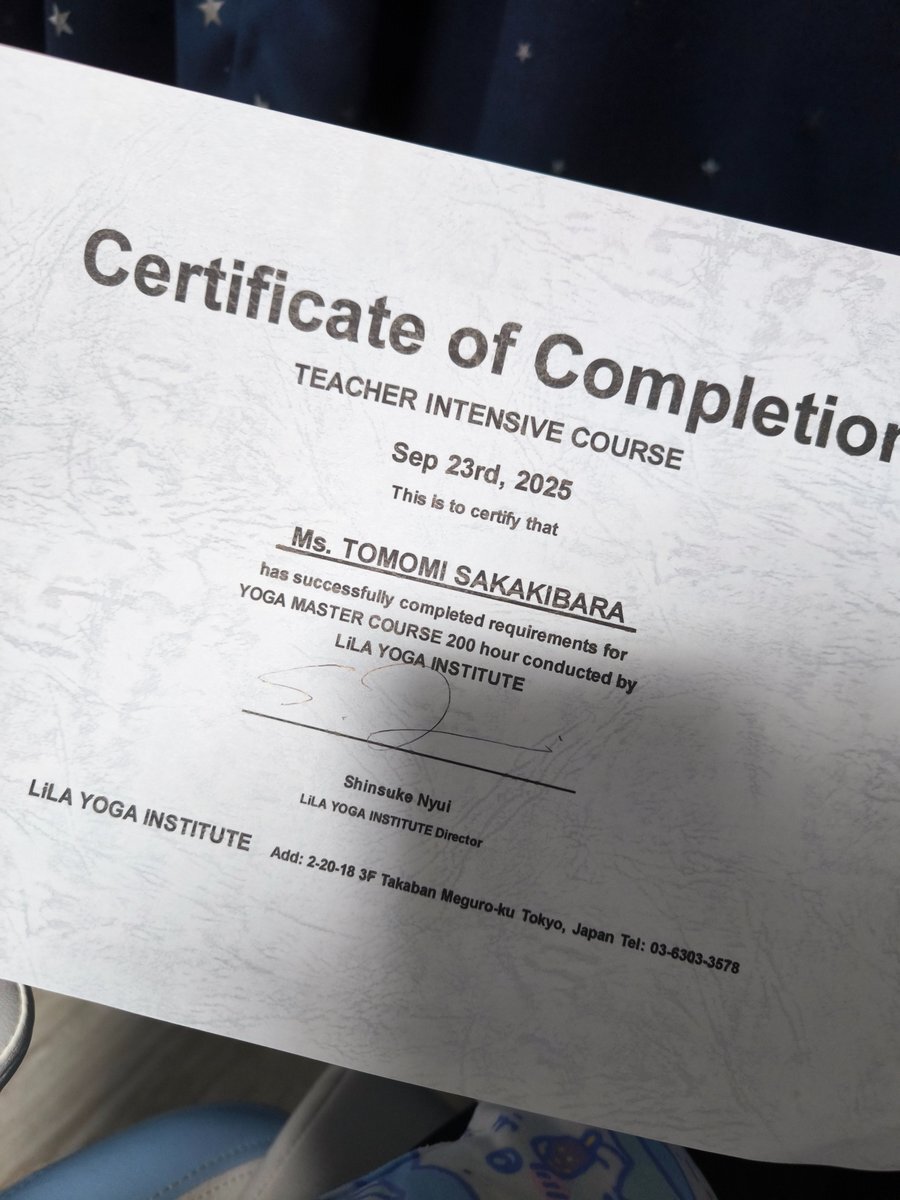 Certificate of Completion
TEACHER INTENSIVE COURSE
Sep 23rd, 2025
This is to certify that
Ms. TOMOMI SAKAKIBARA
has successfully completed requirements for
YOGA MASTER COURSE 200 hour conducted by
LiLA YOGA INSTITUTE
Shinsuke Nyui
LiLA YOGA INSTITUTE Director
LiLA YOGA INSTITUTE Add: 2-20-18 3F Takaban Meguro-ku Tokyo, Japan Tel: 03-6303-3578